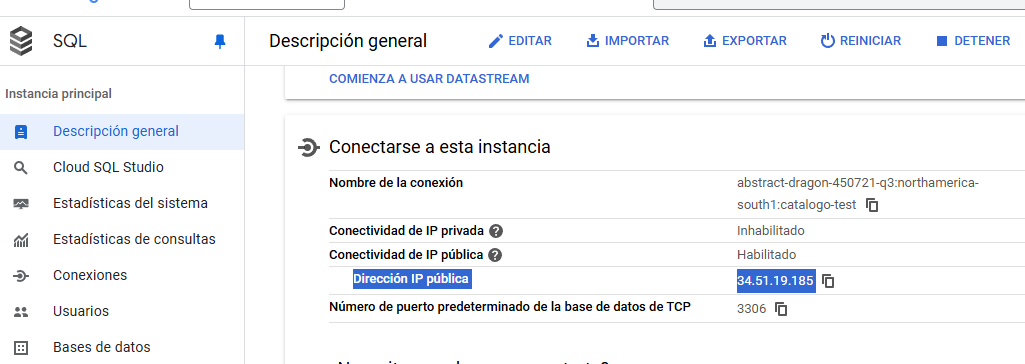 SQL
Descripción general
EDITAR
IMPORTAR
EXPORTAR
REINICIAR
DETENER
COMIENZA A USAR DATASTREAM
Instancia principal
Descripción general
Cloud SQL Studio
Estadísticas del sistema
Estadísticas de consultas
Conexiones
Usuarios
Bases de datos
Conectarse a esta instancia
Nombre de la conexión
abstract-dragon-450721-q3:northamerica-
south1:catalogo-test
Conectividad de IP privada
Inhabilitado
Conectividad de IP pública
Habilitado
Dirección IP pública
34.51.19.185
Número de puerto predeterminado de la base de datos de TCP
3306